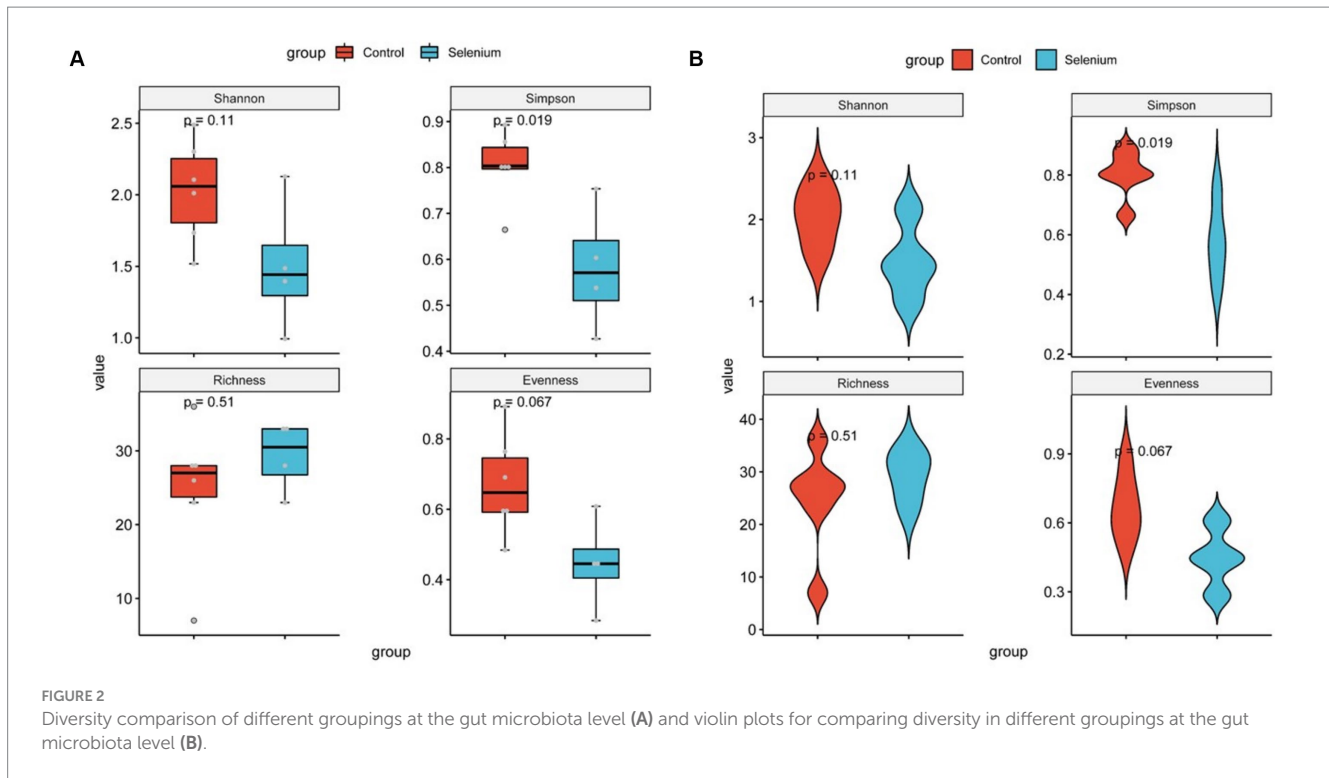 A
group Control Selenium
Shannon
Simpson
p = 0.11
p = 0.019
2.5
2.0
1.5
1.0
0.9
0.8
0.7
0.6
0.5
0.4
value
Richness
Evenness
p = 0.51
p = 0.067
30
20
10
0.8
0.6
0.4
group
B
group Control Selenium
Shannon
Simpson
p = 0.11
p = 0.019
3
2
1
0.8
0.6
0.4
0.2
value
Richness
Evenness
p = 0.51
p = 0.067
40
30
20
10
0
0.9
0.6
0.3
group
FIGURE 2
Diversity comparison of different groupings at the gut microbiota level (A) and violin plots for comparing diversity in different groupings at the gut
microbiota level (B).